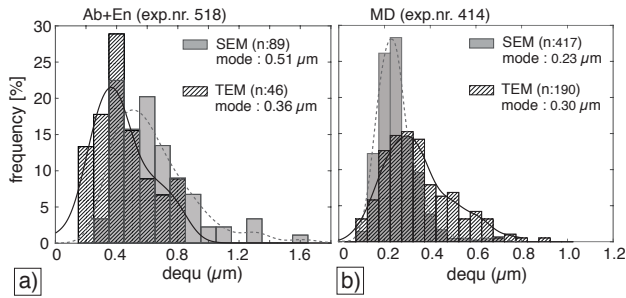 Ab+En (exp.nr. 518)
SEM (n:89)
mode : 0.51 µm
TEM (n:46)
mode : 0.36 µm
frequency [%]
30
25
20
15
10
5
0
0 0.4 0.8 1.2 1.6
dequ (µm)
a)
MD (exp.nr. 414)
SEM (n:417)
mode : 0.23 µm
TEM (n:190)
mode : 0.30 µm
0 0.2 0.4 0.6 0.8 1.0 1.2
dequ (µm)
b)